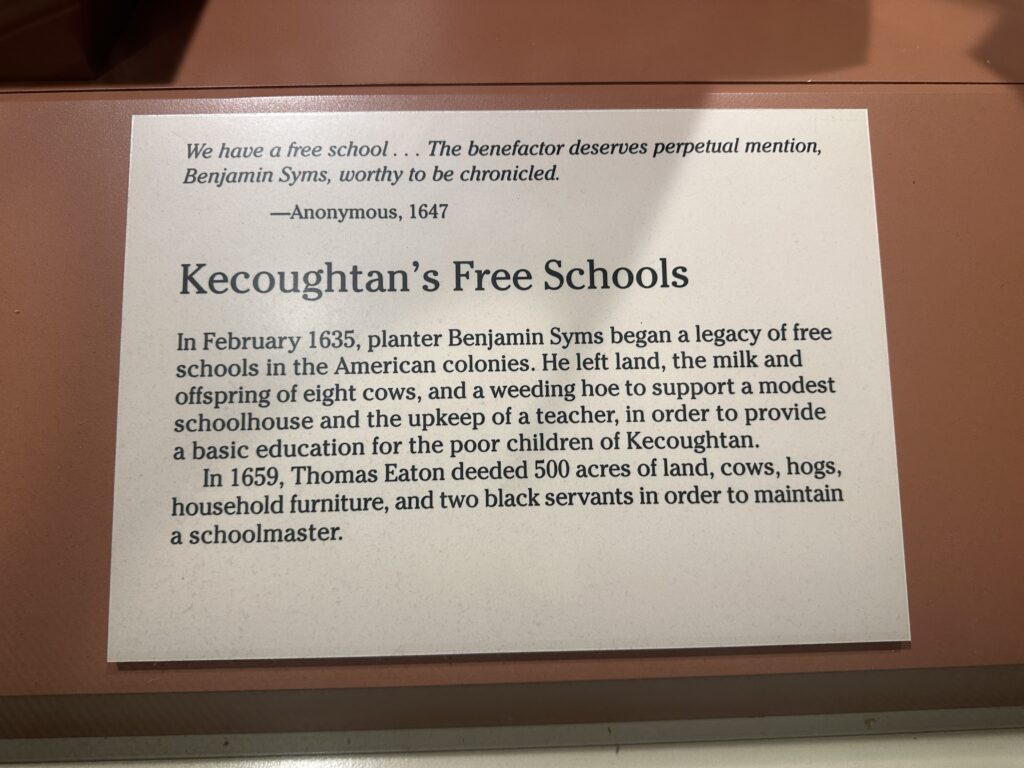 We have a free school . . . The benefactor deserves perpetual mention,
Benjamin Syms, worthy to be chronicled.
—Anonymous, 1647
Kecoughtan’s Free Schools
In February 1635, planter Benjamin Syms began a legacy of free
schools in the American colonies. He left land, the milk and
offspring of eight cows, and a weeding hoe to support a modest
schoolhouse and the upkeep of a teacher, in order to provide
a basic education for the poor children of Kecoughtan.
In 1659, Thomas Eaton deeded 500 acres of land, cows, hogs,
household furniture, and two black servants in order to maintain
a schoolmaster.